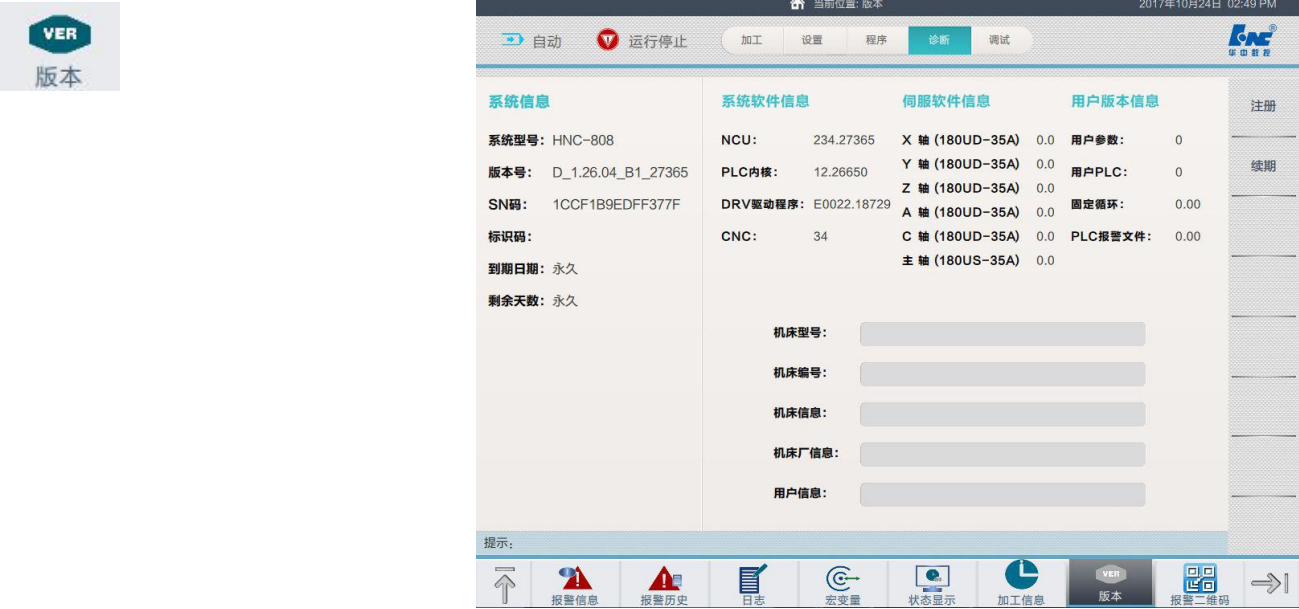 VER
版本
当前位置: 版本
2017年10月24日 02:49 PM
自动
运行停止
加工
设置
程序
诊断
调试
HNC®
华中数控
系统信息
系统型号: HNC-808
版本号: D_1.26.04_B1_27365
SN码: 1CCF1B9EDFF377F
标识码:
到期日期: 永久
剩余天数: 永久
系统软件信息
NCU: 234.27365
PLC内核: 12.26650
DRV驱动程序: E0022.18729
CNC: 34
伺服软件信息
X 轴 (180UD-35A) 0.0
Y 轴 (180UD-35A) 0.0
Z 轴 (180UD-35A) 0.0
A 轴 (180UD-35A) 0.0
C 轴 (180UD-35A) 0.0
主 轴 (180US-35A) 0.0
用户版本信息
用户参数: 0
用户PLC: 0
固定循环: 0.00
PLC报警文件: 0.00
机床型号:
机床编号:
机床信息:
机床厂信息:
用户信息:
注册
续期
提示:
报警信息
报警历史
日志
宏变量
状态显示
加工信息
VER
版本
报警二维码